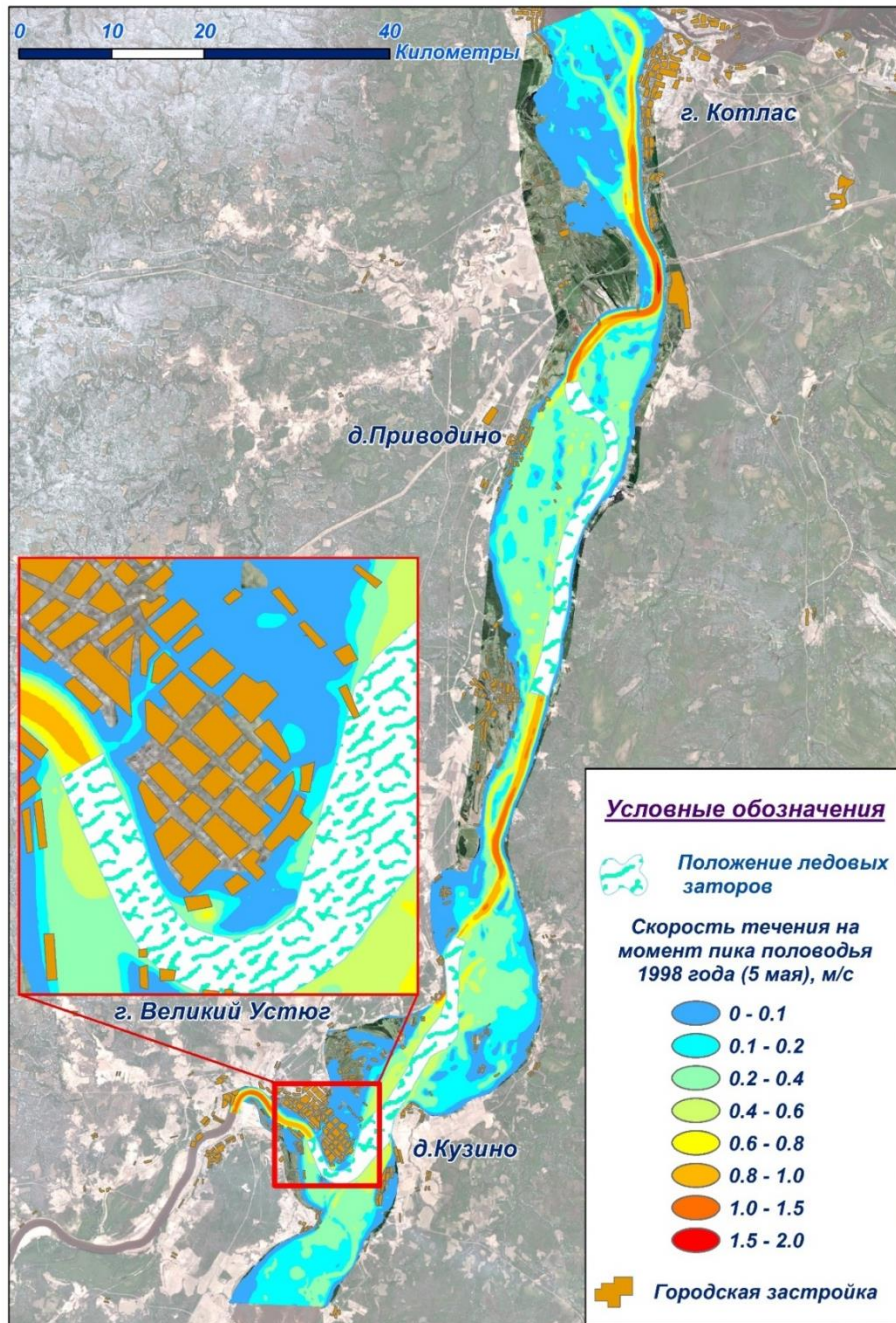 0 10 20 40
Километры
г. Котлас
д.Приводино
г. Великий Устюг
д.Кузино
Условные обозначения
Положение ледовых
заторов
Скорость течения на
момент пика половодья
1998 года (5 мая), м/с
0 - 0.1
0.1 - 0.2
0.2 - 0.4
0.4 - 0.6
0.6 - 0.8
0.8 - 1.0
1.0 - 1.5
1.5 - 2.0
Городская застройка